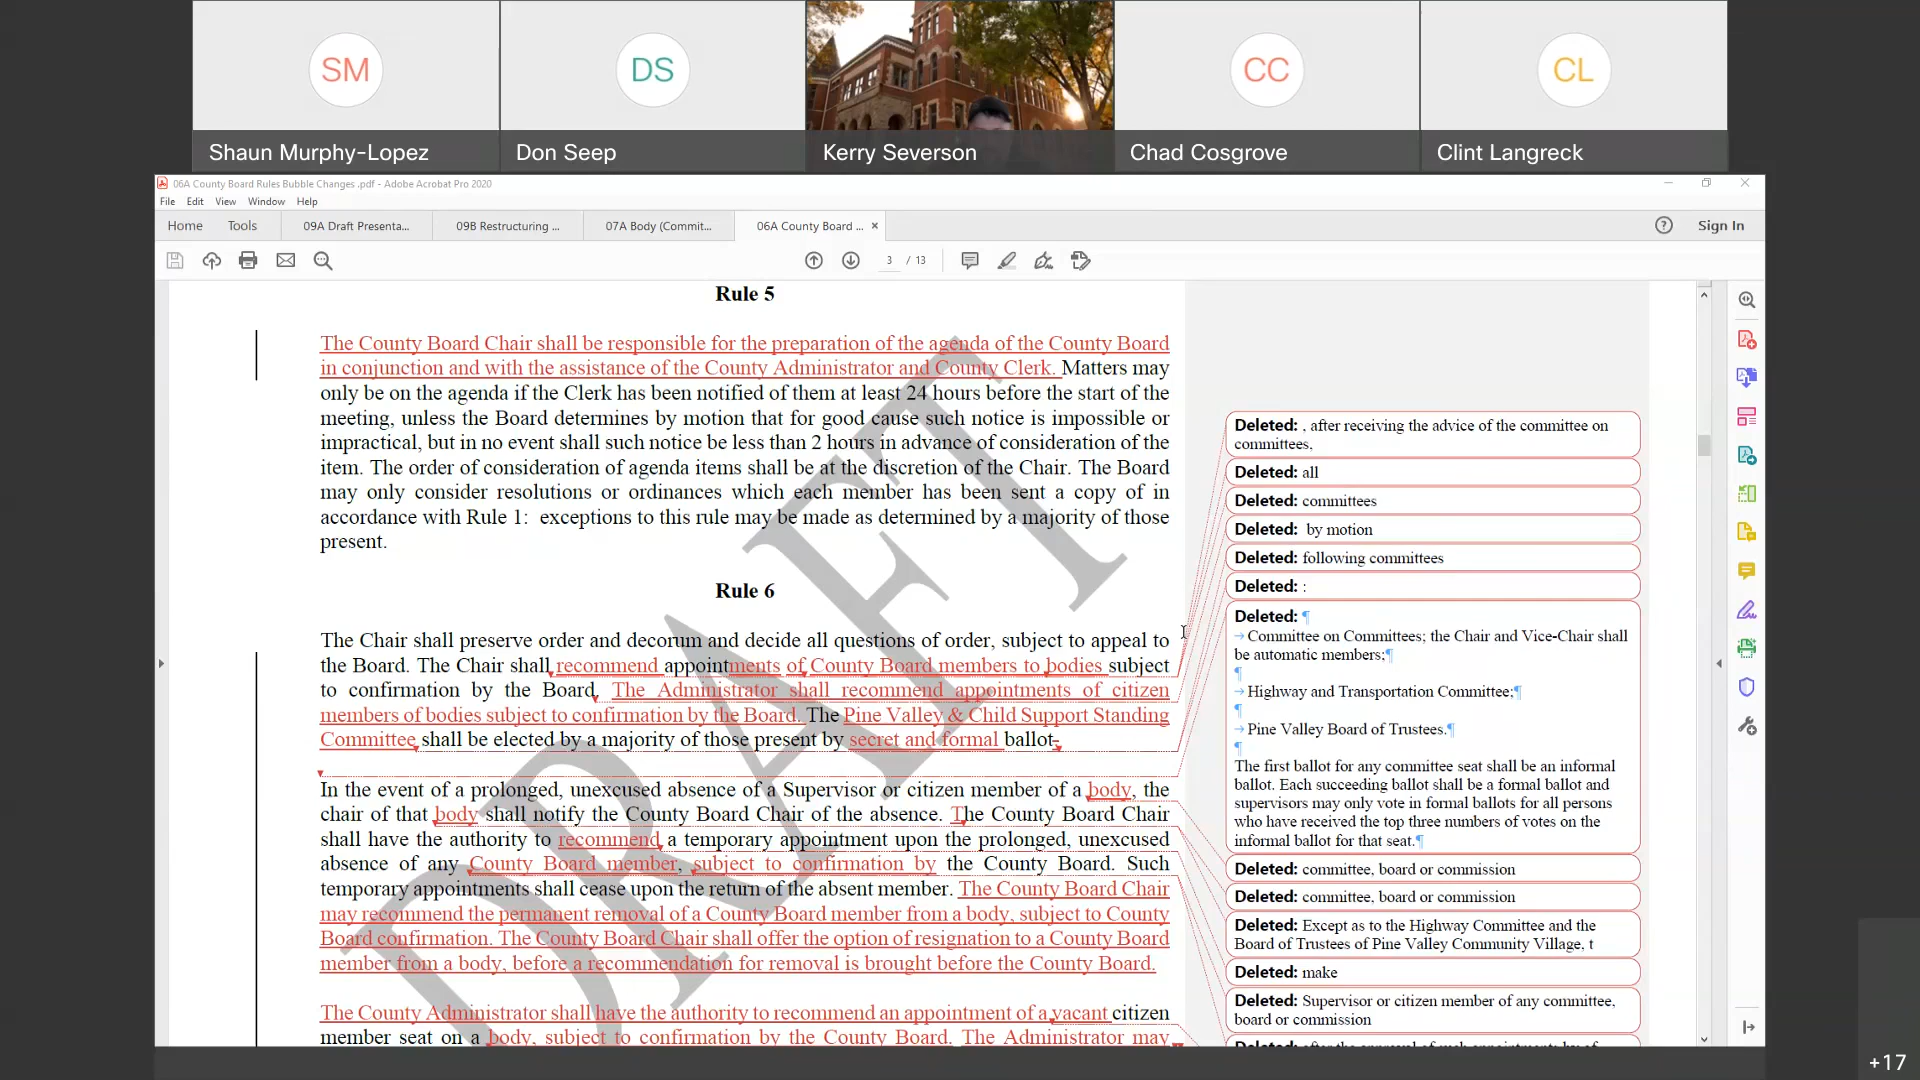 SM
DS
CC
CL
Shaun Murphy-Lopez
Don Seep
Kerry Severson
Chad Cosgrove
Clint Langreck
06A County Board Rules Bubble Changes .pdf - Adobe Acrobat Pro 2020
File Edit View Window Help
Home Tools 09A Draft Presenta... 09B Restructuring ... 07A Body (Commit... 06A County Board ... × Sign In
3 / 13
Rule 5
The County Board Chair shall be responsible for the preparation of the agenda of the County Board
in conjunction and with the assistance of the County Administrator and County Clerk. Matters may
only be on the agenda if the Clerk has been notified of them at least 24 hours before the start of the
meeting, unless the Board determines by motion that for good cause such notice is impossible or
impractical, but in no event shall such notice be less than 2 hours in advance of consideration of the
item. The order of consideration of agenda items shall be at the discretion of the Chair. The Board
may only consider resolutions or ordinances which each member has been sent a copy of in
accordance with Rule 1: exceptions to this rule may be made as determined by a majority of those
present.
Rule 6
The Chair shall preserve order and decorum and decide all questions of order, subject to appeal to
the Board. The Chair shall recommend appointments of County Board members to bodies subject
to confirmation by the Board. The Administrator shall recommend appointments of citizen
members of bodies subject to confirmation by the Board. The Pine Valley & Child Support Standing
Committee shall be elected by a majority of those present by secret and formal ballot.
In the event of a prolonged, unexcused absence of a Supervisor or citizen member of a body, the
chair of that body shall notify the County Board Chair of the absence. The County Board Chair
shall have the authority to recommend a temporary appointment upon the prolonged, unexcused
absence of any County Board member, subject to confirmation by the County Board. Such
temporary appointments shall cease upon the return of the absent member. The County Board Chair
may recommend the permanent removal of a County Board member from a body, subject to County
Board confirmation. The County Board Chair shall offer the option of resignation to a County Board
member from a body, before a recommendation for removal is brought before the County Board.
The County Administrator shall have the authority to recommend an appointment of a vacant citizen
member seat on a body, subject to confirmation by the County Board. The Administrator may
DRAFT
Deleted: , after receiving the advice of the committee on
committees,
Deleted: all
Deleted: committees
Deleted: by motion
Deleted: following committees
Deleted: :
Deleted: ¶
→ Committee on Committees; the Chair and Vice-Chair shall
be automatic members;¶
¶
→ Highway and Transportation Committee;¶
¶
→ Pine Valley Board of Trustees.¶
¶
The first ballot for any committee seat shall be an informal
ballot. Each succeeding ballot shall be a formal ballot and
supervisors may only vote in formal ballots for all persons
who have received the top three numbers of votes on the
informal ballot for that seat.¶
Deleted: committee, board or commission
Deleted: committee, board or commission
Deleted: Except as to the Highway Committee and the
Board of Trustees of Pine Valley Community Village, t
Deleted: make
Deleted: Supervisor or citizen member of any committee,
board or commission
+17